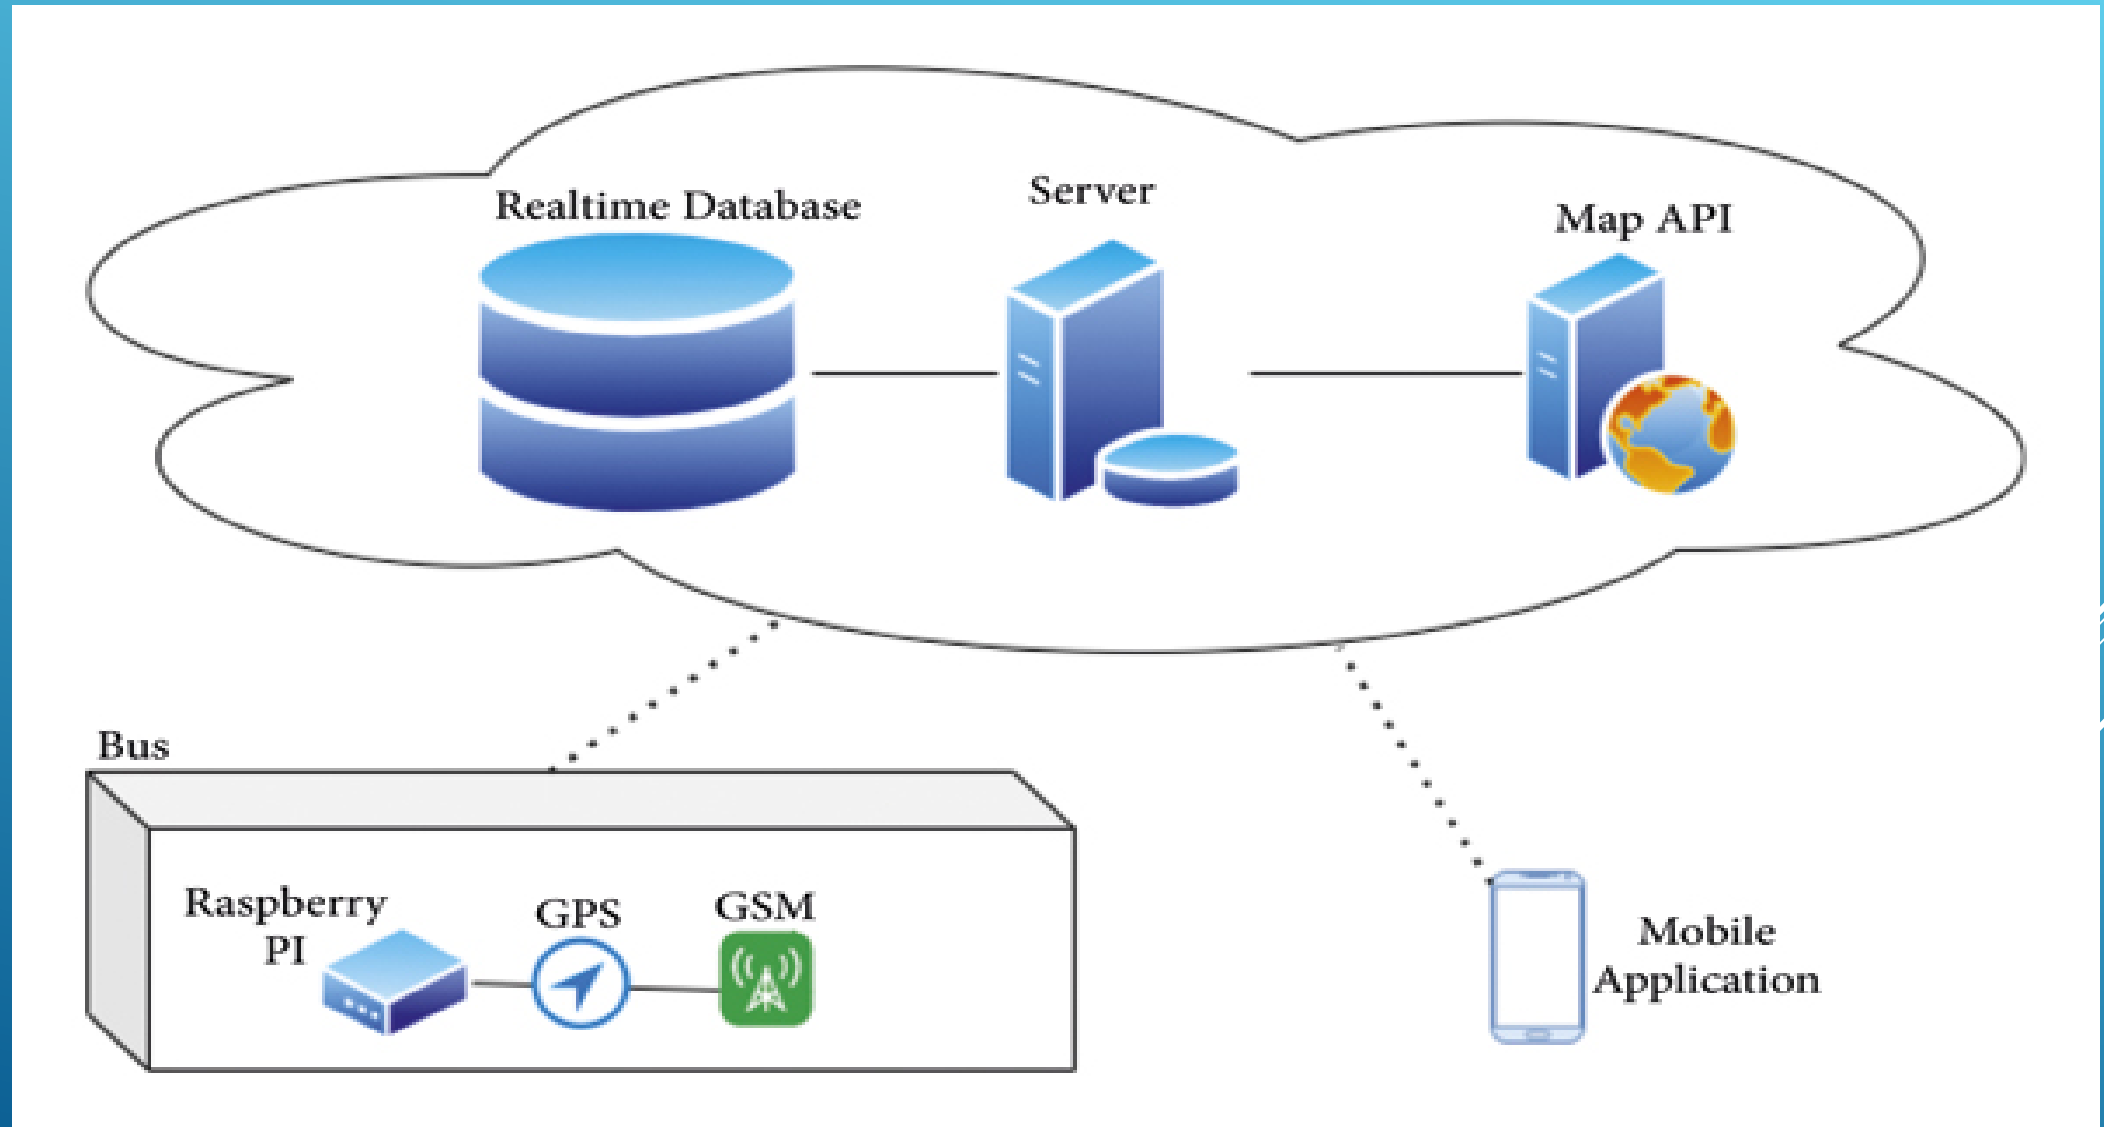 Realtime Database
Server
Map API
Bus
Raspberry
PI
GPS
GSM
Mobile
Application